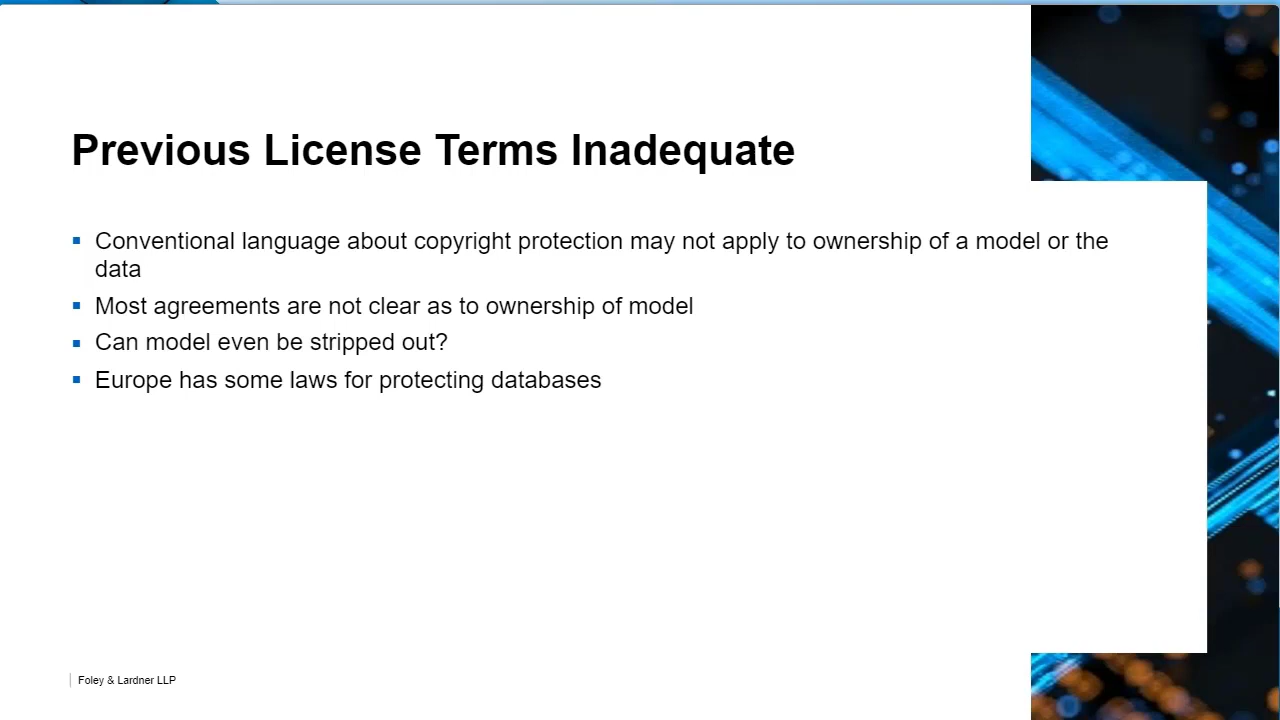 Previous License Terms Inadequate
Conventional language about copyright protection may not apply to ownership of a model or the
data
Most agreements are not clear as to ownership of model
Can model even be stripped out?
Europe has some laws for protecting databases
Foley & Lardner LLP